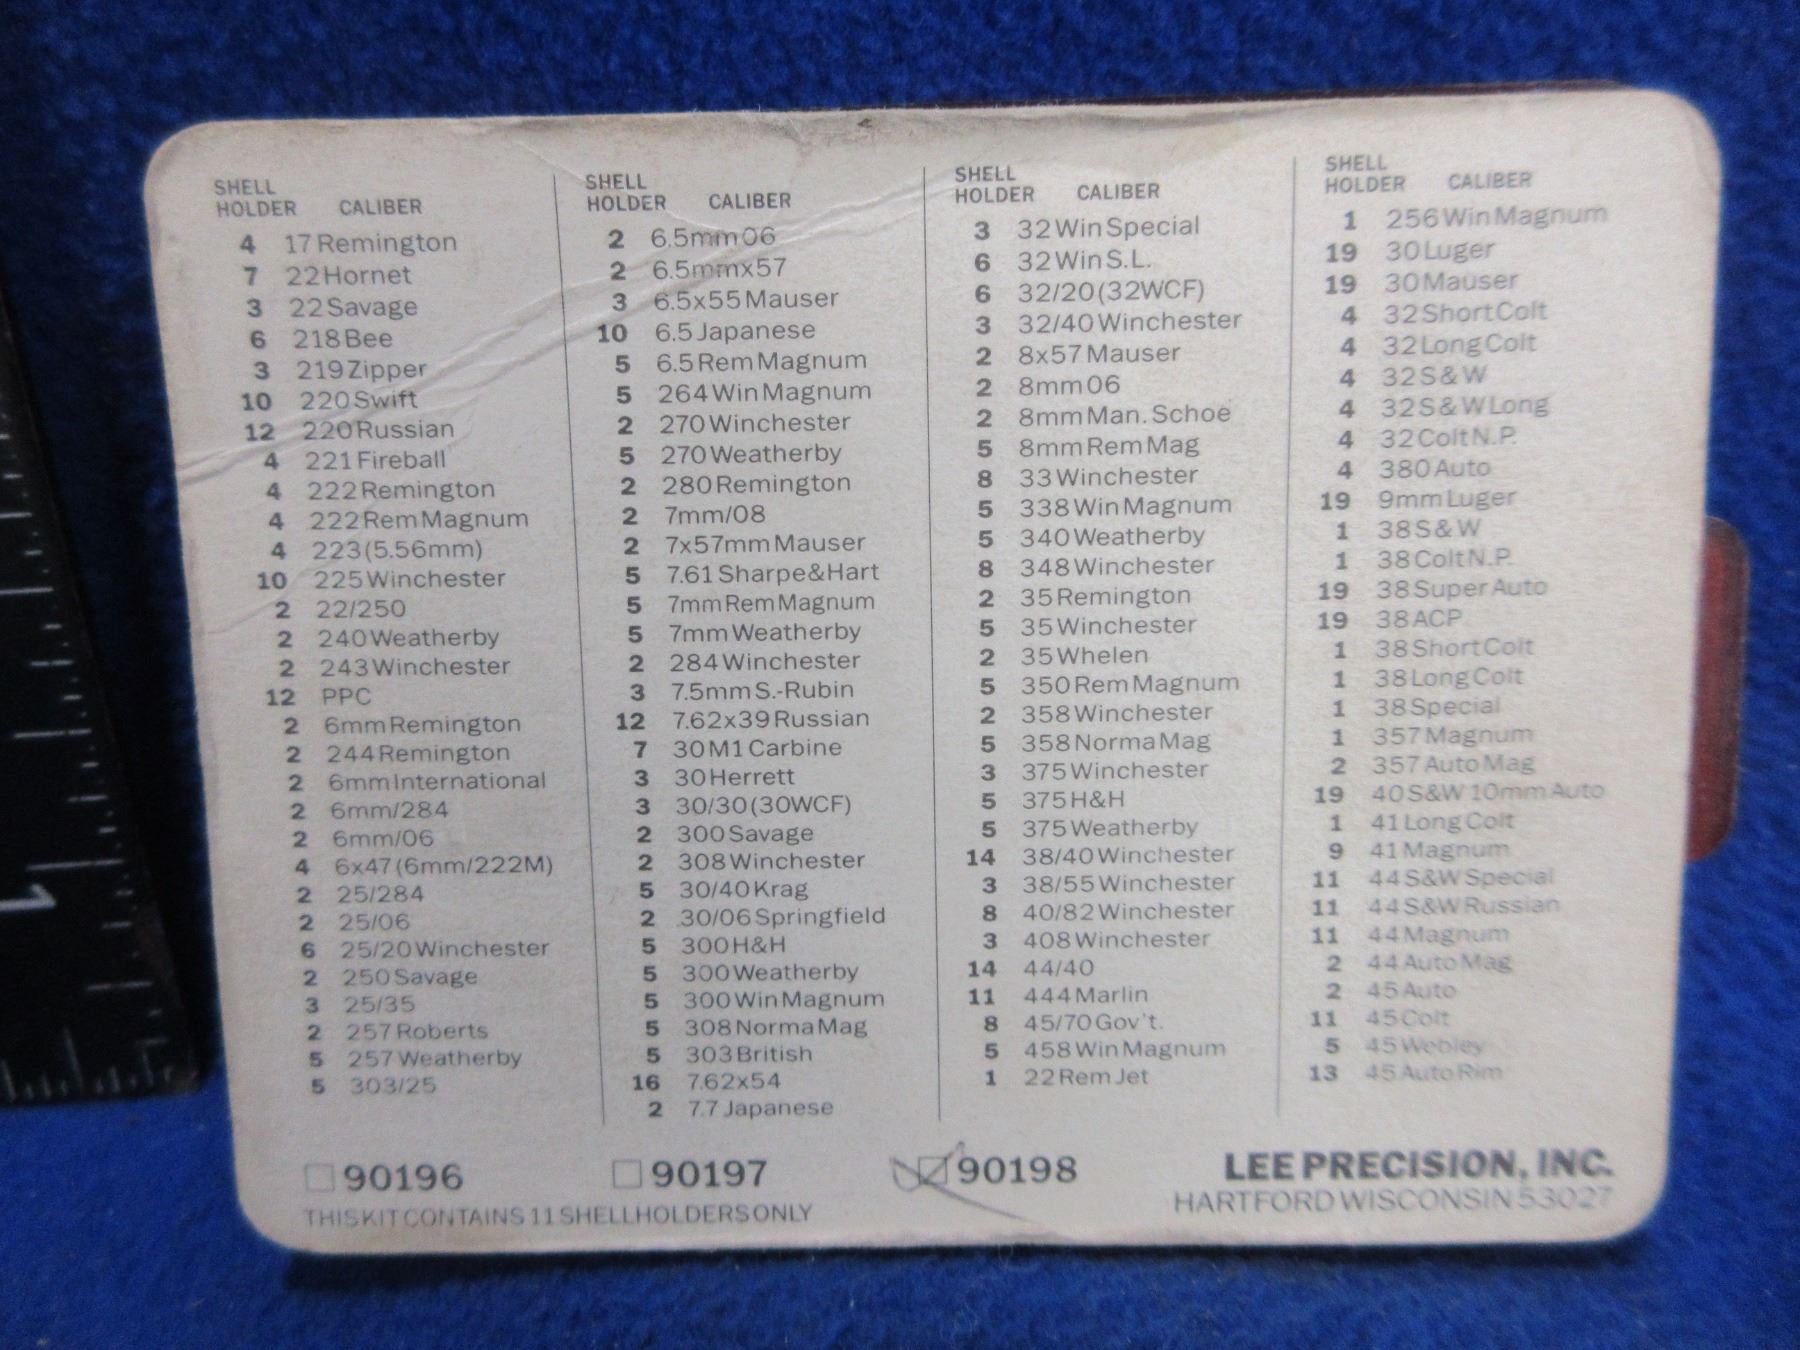 SHELL
HOLDER CALIBER
4 17 Remington
7 22 Hornet
3 22 Savage
6 218 Bee
3 219 Zipper
10 220 Swift
12 220 Russian
4 221 Fireball
4 222 Remington
4 222 Rem Magnum
4 223 (5.56mm)
10 225 Winchester
2 22/250
2 240 Weatherby
2 243 Winchester
12 PPC
2 6mm Remington
2 244 Remington
2 6mm International
2 6mm/284
2 6mm/06
4 6x47 (6mm/222M)
2 25/284
2 25/06
6 25/20 Winchester
2 250 Savage
3 25/35
2 257 Roberts
5 257 Weatherby
5 303/25
SHELL
HOLDER CALIBER
2 6.5mm 06
2 6.5mmx57
3 6.5x55 Mauser
10 6.5 Japanese
5 6.5 Rem Magnum
5 264 Win Magnum
2 270 Winchester
5 270 Weatherby
2 280 Remington
2 7mm/08
2 7x57mm Mauser
5 7.61 Sharpe & Hart
5 7mm Rem Magnum
5 7mm Weatherby
2 284 Winchester
3 7.5mm S.-Rubin
12 7.62x39 Russian
7 30 M1 Carbine
3 30 Herrett
3 30/30 (30WCF)
2 300 Savage
2 308 Winchester
5 30/40 Krag
2 30/06 Springfield
5 300 H&H
5 300 Weatherby
5 300 Win Magnum
5 308 Norma Mag
5 303 British
16 7.62x54
2 7.7 Japanese
SHELL
HOLDER CALIBER
3 32 Win Special
6 32 Win S.L.
6 32/20 (32WCF)
3 32/40 Winchester
2 8x57 Mauser
2 8mm 06
2 8mm Man. Schoe
5 8mm Rem Mag
8 33 Winchester
5 338 Win Magnum
5 340 Weatherby
8 348 Winchester
2 35 Remington
5 35 Winchester
2 35 Whelen
5 350 Rem Magnum
2 358 Winchester
5 358 Norma Mag
3 375 Winchester
5 375 H&H
5 375 Weatherby
14 38/40 Winchester
3 38/55 Winchester
8 40/82 Winchester
3 408 Winchester
14 44/40
11 444 Marlin
8 45/70 Gov't.
5 458 Win Magnum
1 22 Rem Jet
SHELL
HOLDER CALIBER
1 256 Win Magnum
19 30 Luger
19 30 Mauser
4 32 Short Colt
4 32 Long Colt
4 32 S&W
4 32 S&W Long
4 32 Colt N.P.
4 380 Auto
19 9mm Luger
1 38 S&W
1 38 Colt N.P.
19 38 Super Auto
19 38 ACP
1 38 Short Colt
1 38 Long Colt
1 38 Special
1 357 Magnum
2 357 Auto Mag
19 40 S&W 10mm Auto
1 41 Long Colt
9 41 Magnum
11 44 S&W Special
11 44 S&W Russian
11 44 Magnum
2 44 Auto Mag
2 45 Auto
11 45 Colt
5 45 Webley
13 45 Auto Rim
90196 90197 90198
THIS KIT CONTAINS 11 SHELL HOLDERS ONLY
LEE PRECISION, INC.
HARTFORD WISCONSIN 53027
1